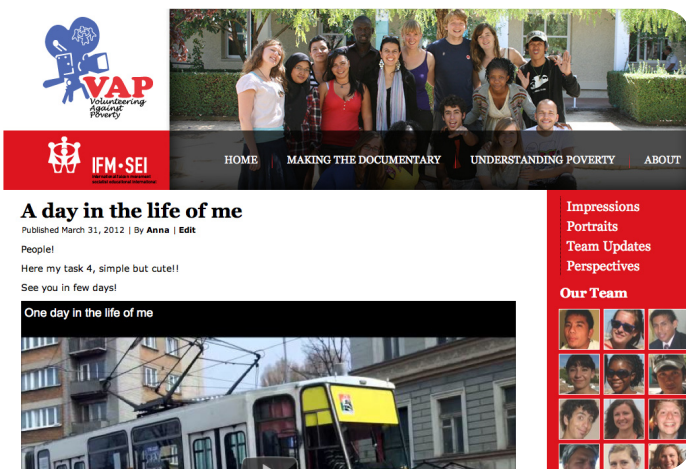 VAP
Volunteering
Against
Poverty
IFM•SEI
HOME
MAKING THE DOCUMENTARY
UNDERSTANDING POVERTY
ABOUT
A day in the life of me
Published March 31, 2012 | By Anna | Edit
People!
Here my task 4, simple but cute!!
See you in few days!
One day in the life of me
Impressions
Portraits
Team Updates
Perspectives
Our Team